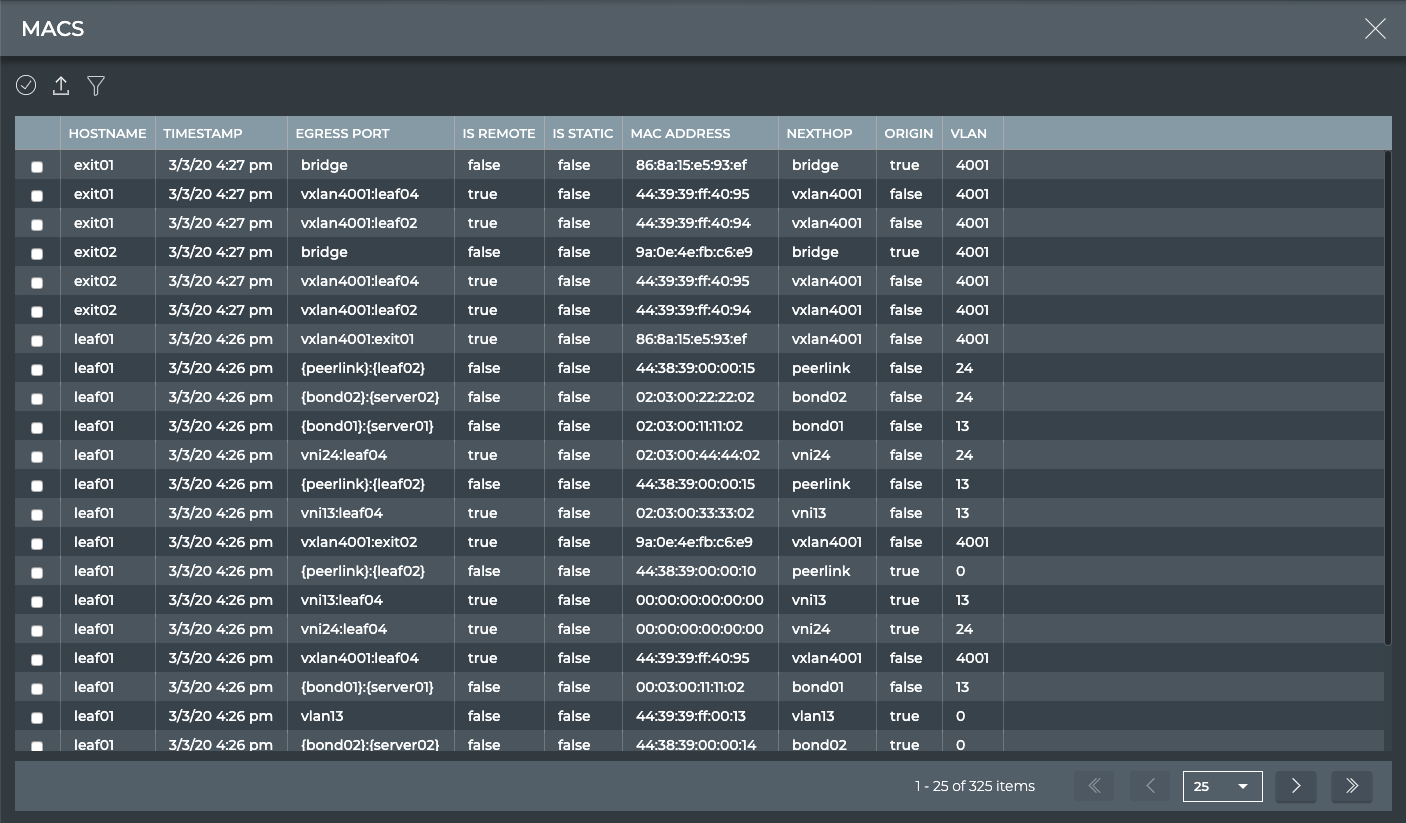 MACS
HOSTNAME TIMESTAMP EGRESS PORT IS REMOTE IS STATIC MAC ADDRESS NEXTHOP ORIGIN VLAN
exit01 3/3/20 4:27 pm bridge false false 86:8a:15:e5:93:ef bridge true 4001
exit01 3/3/20 4:27 pm vxlan4001:leaf04 true false 44:39:39:ff:40:95 vxlan4001 false 4001
exit01 3/3/20 4:27 pm vxlan4001:leaf02 true false 44:39:39:ff:40:94 vxlan4001 false 4001
exit02 3/3/20 4:27 pm bridge false false 9a:0e:4e:fb:c6:e9 bridge true 4001
exit02 3/3/20 4:27 pm vxlan4001:leaf04 true false 44:39:39:ff:40:95 vxlan4001 false 4001
exit02 3/3/20 4:27 pm vxlan4001:leaf02 true false 44:39:39:ff:40:94 vxlan4001 false 4001
leaf01 3/3/20 4:26 pm vxlan4001:exit01 true false 86:8a:15:e5:93:ef vxlan4001 false 4001
leaf01 3/3/20 4:26 pm {peerlink}:{leaf02} false false 44:38:39:00:00:15 peerlink false 24
leaf01 3/3/20 4:26 pm {bond02}:{server02} false false 02:03:00:22:22:02 bond02 false 24
leaf01 3/3/20 4:26 pm {bond01}:{server01} false false 02:03:00:11:11:02 bond01 false 13
leaf01 3/3/20 4:26 pm vni24:leaf04 true false 02:03:00:44:44:02 vni24 false 24
leaf01 3/3/20 4:26 pm {peerlink}:{leaf02} false false 44:38:39:00:00:15 peerlink false 13
leaf01 3/3/20 4:26 pm vni13:leaf04 true false 02:03:00:33:33:02 vni13 false 13
leaf01 3/3/20 4:26 pm vxlan4001:exit02 true false 9a:0e:4e:fb:c6:e9 vxlan4001 false 4001
leaf01 3/3/20 4:26 pm {peerlink}:{leaf02} false false 44:38:39:00:00:10 peerlink true 0
leaf01 3/3/20 4:26 pm vni13:leaf04 true false 00:00:00:00:00:00 vni13 true 13
leaf01 3/3/20 4:26 pm vni24:leaf04 true false 00:00:00:00:00:00 vni24 true 24
leaf01 3/3/20 4:26 pm vxlan4001:leaf04 true false 44:39:39:ff:40:95 vxlan4001 false 4001
leaf01 3/3/20 4:26 pm {bond01}:{server01} false false 00:03:00:11:11:02 bond01 false 13
leaf01 3/3/20 4:26 pm vlan13 false false 44:39:39:ff:00:13 vlan13 true 0
leaf01 3/3/20 4:26 pm {bond02}:{server02} false false 44:38:39:00:00:14 bond02 true 0
1 - 25 of 325 items 25